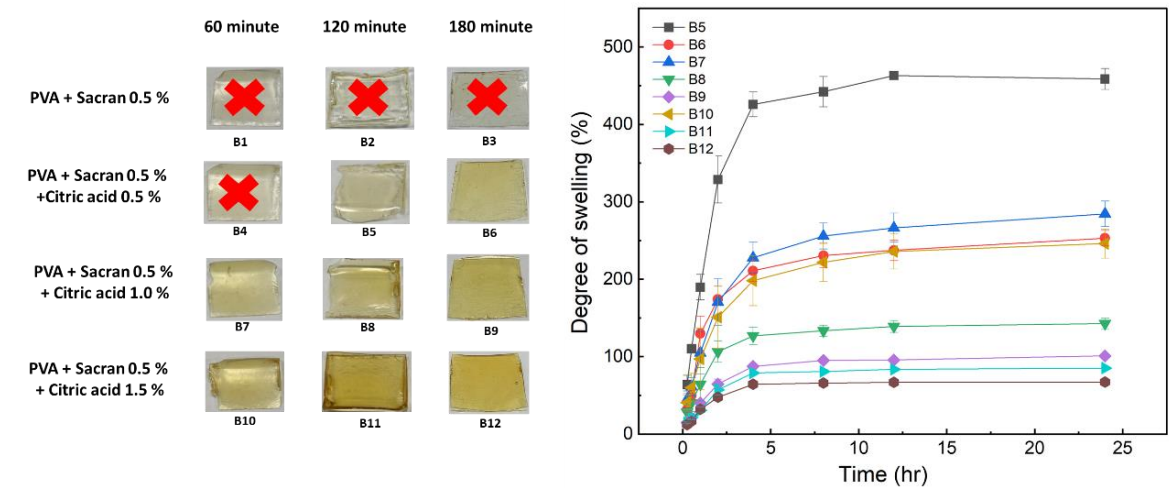 60 minute 120 minute 180 minute
PVA + Sacran 0.5 %
B1 B2 B3
PVA + Sacran 0.5 %
+Citric acid 0.5 %
B4 B5 B6
PVA + Sacran 0.5 %
+ Citric acid 1.0 %
B7 B8 B9
PVA + Sacran 0.5 %
+ Citric acid 1.5 %
B10 B11 B12
Degree of swelling (%)
500
400
300
200
100
0
B5
B6
B7
B8
B9
B10
B11
B12
0 5 10 15 20 25
Time (hr)